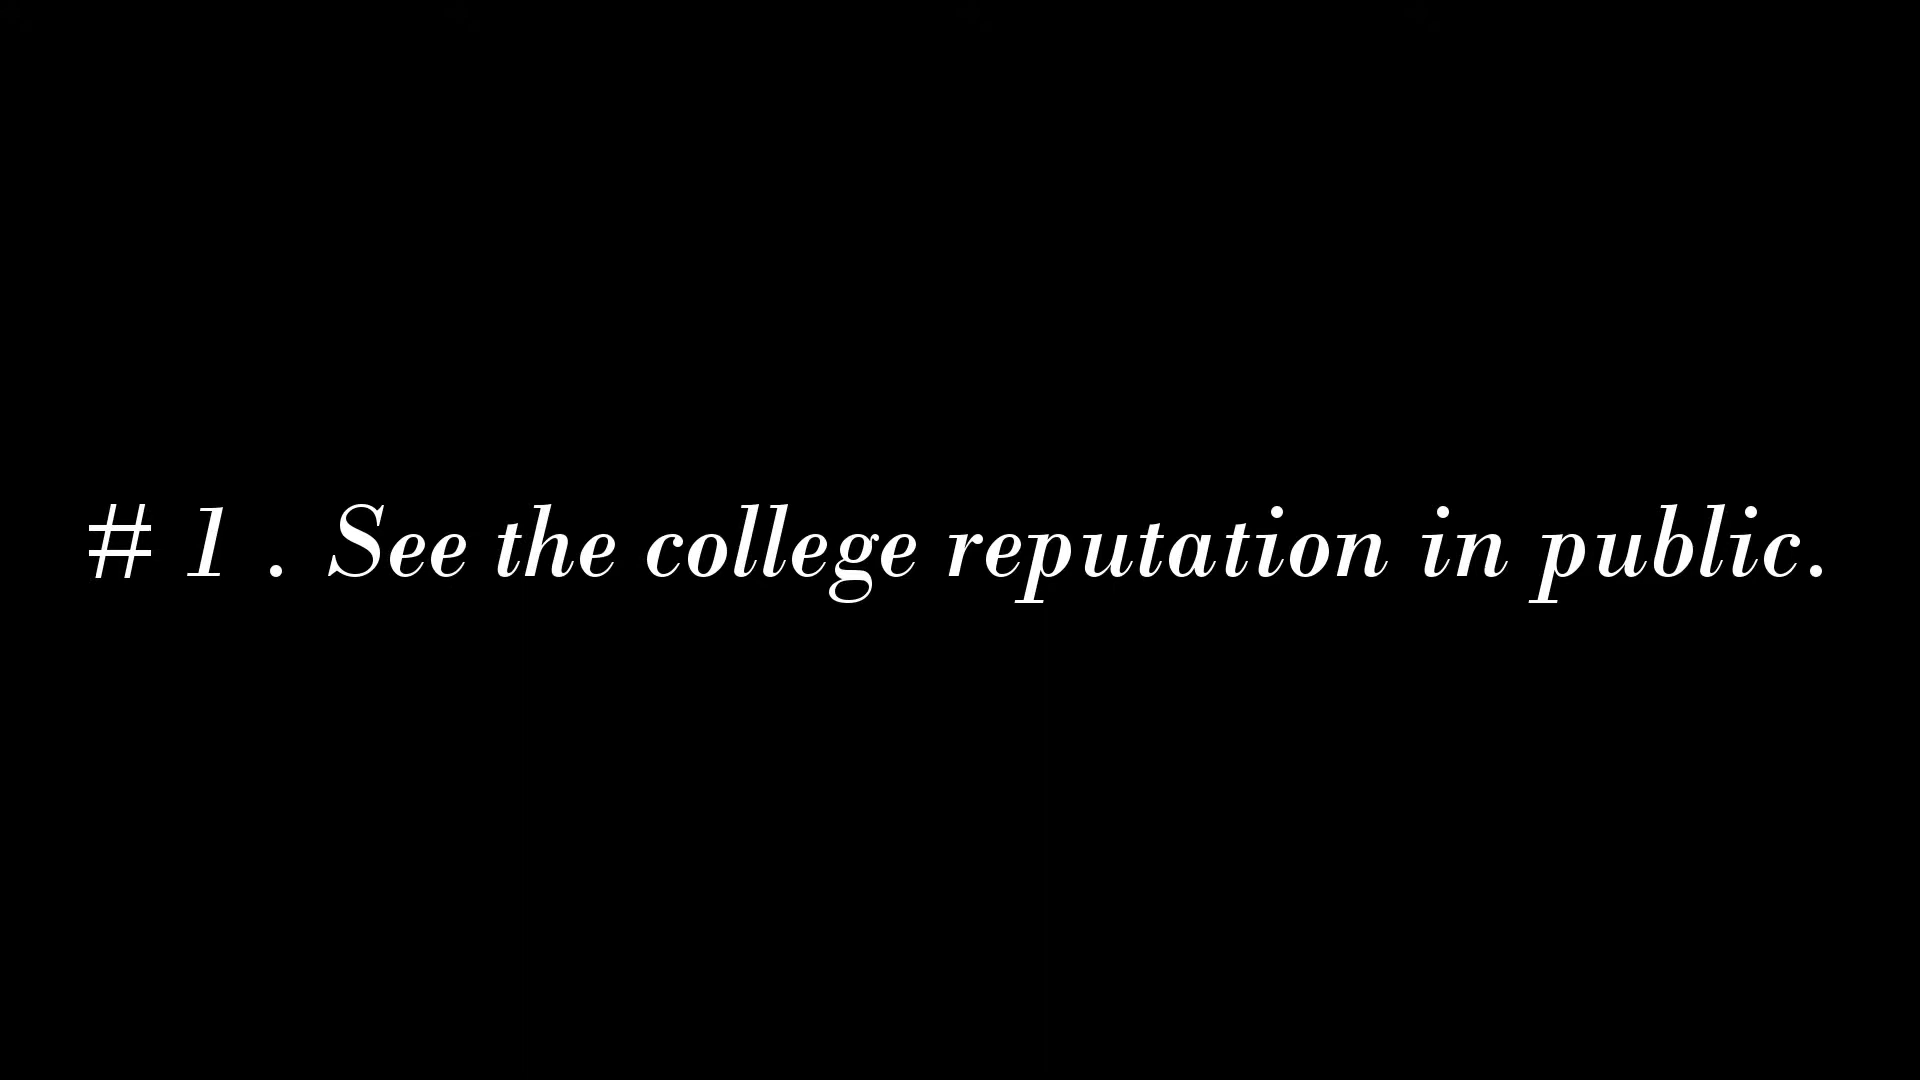 # 1 . See the college reputation in public.